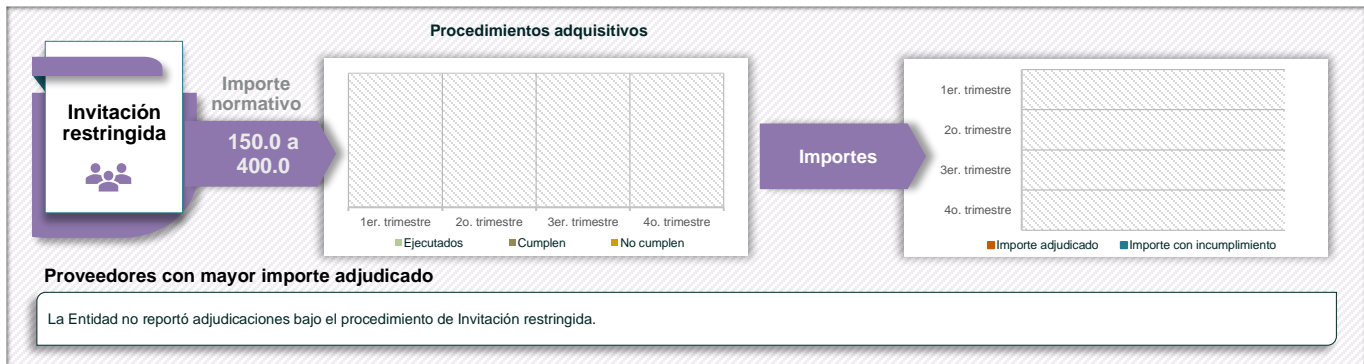 Procedimientos adquisitivos
Invitación
restringida
Importe
normativo
150.0 a
400.0
1er. trimestre 2o. trimestre 3er. trimestre 4o. trimestre
Ejecutados Cumplen No cumplen
Importes
1er. trimestre
2o. trimestre
3er. trimestre
4o. trimestre
Importe adjudicado Importe con incumplimiento
Proveedores con mayor importe adjudicado
La Entidad no reportó adjudicaciones bajo el procedimiento de Invitación restringida.